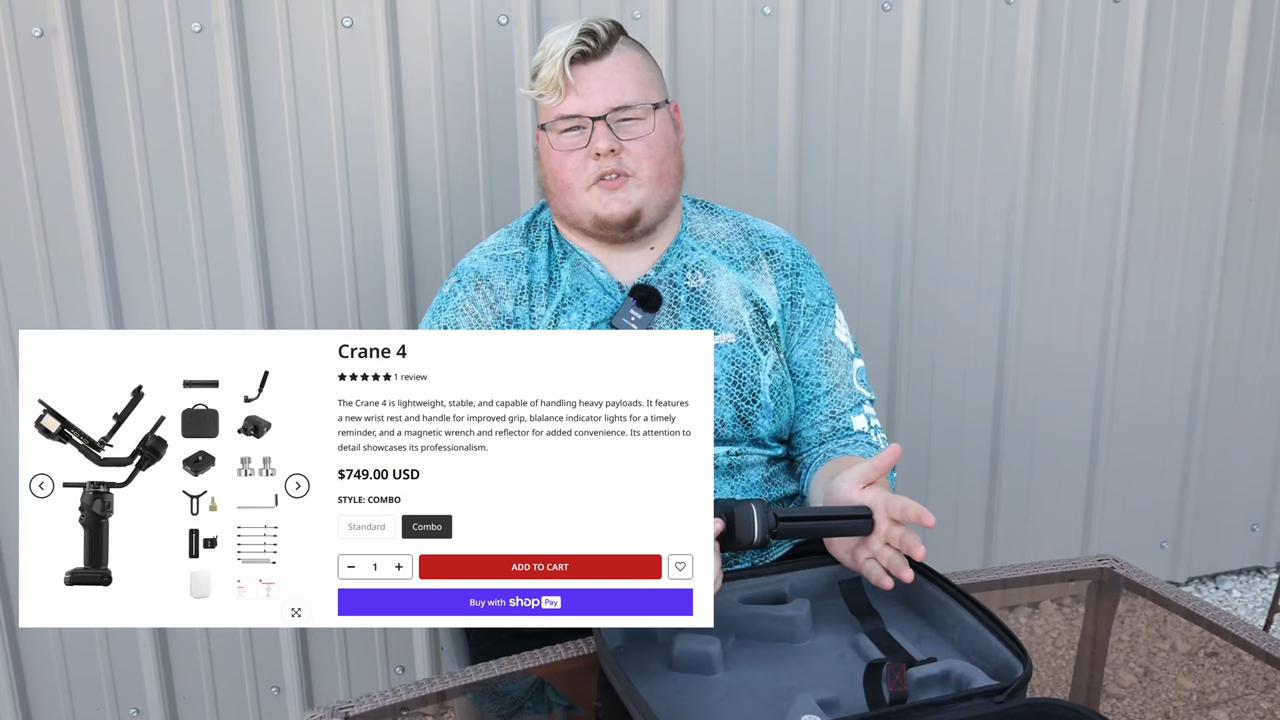 Crane 4
1 review
The Crane 4 is lightweight, stable, and capable of handling heavy payloads. It features
a new wrist rest and handle for improved grip, blalance indicator lights for a timely
reminder, and a magnetic wrench and reflector for added convenience. Its attention to
detail showcases its professionalism.
$749.00 USD
STYLE: COMBO
Standard
Combo
1
ADD TO CART
Buy with shop Pay